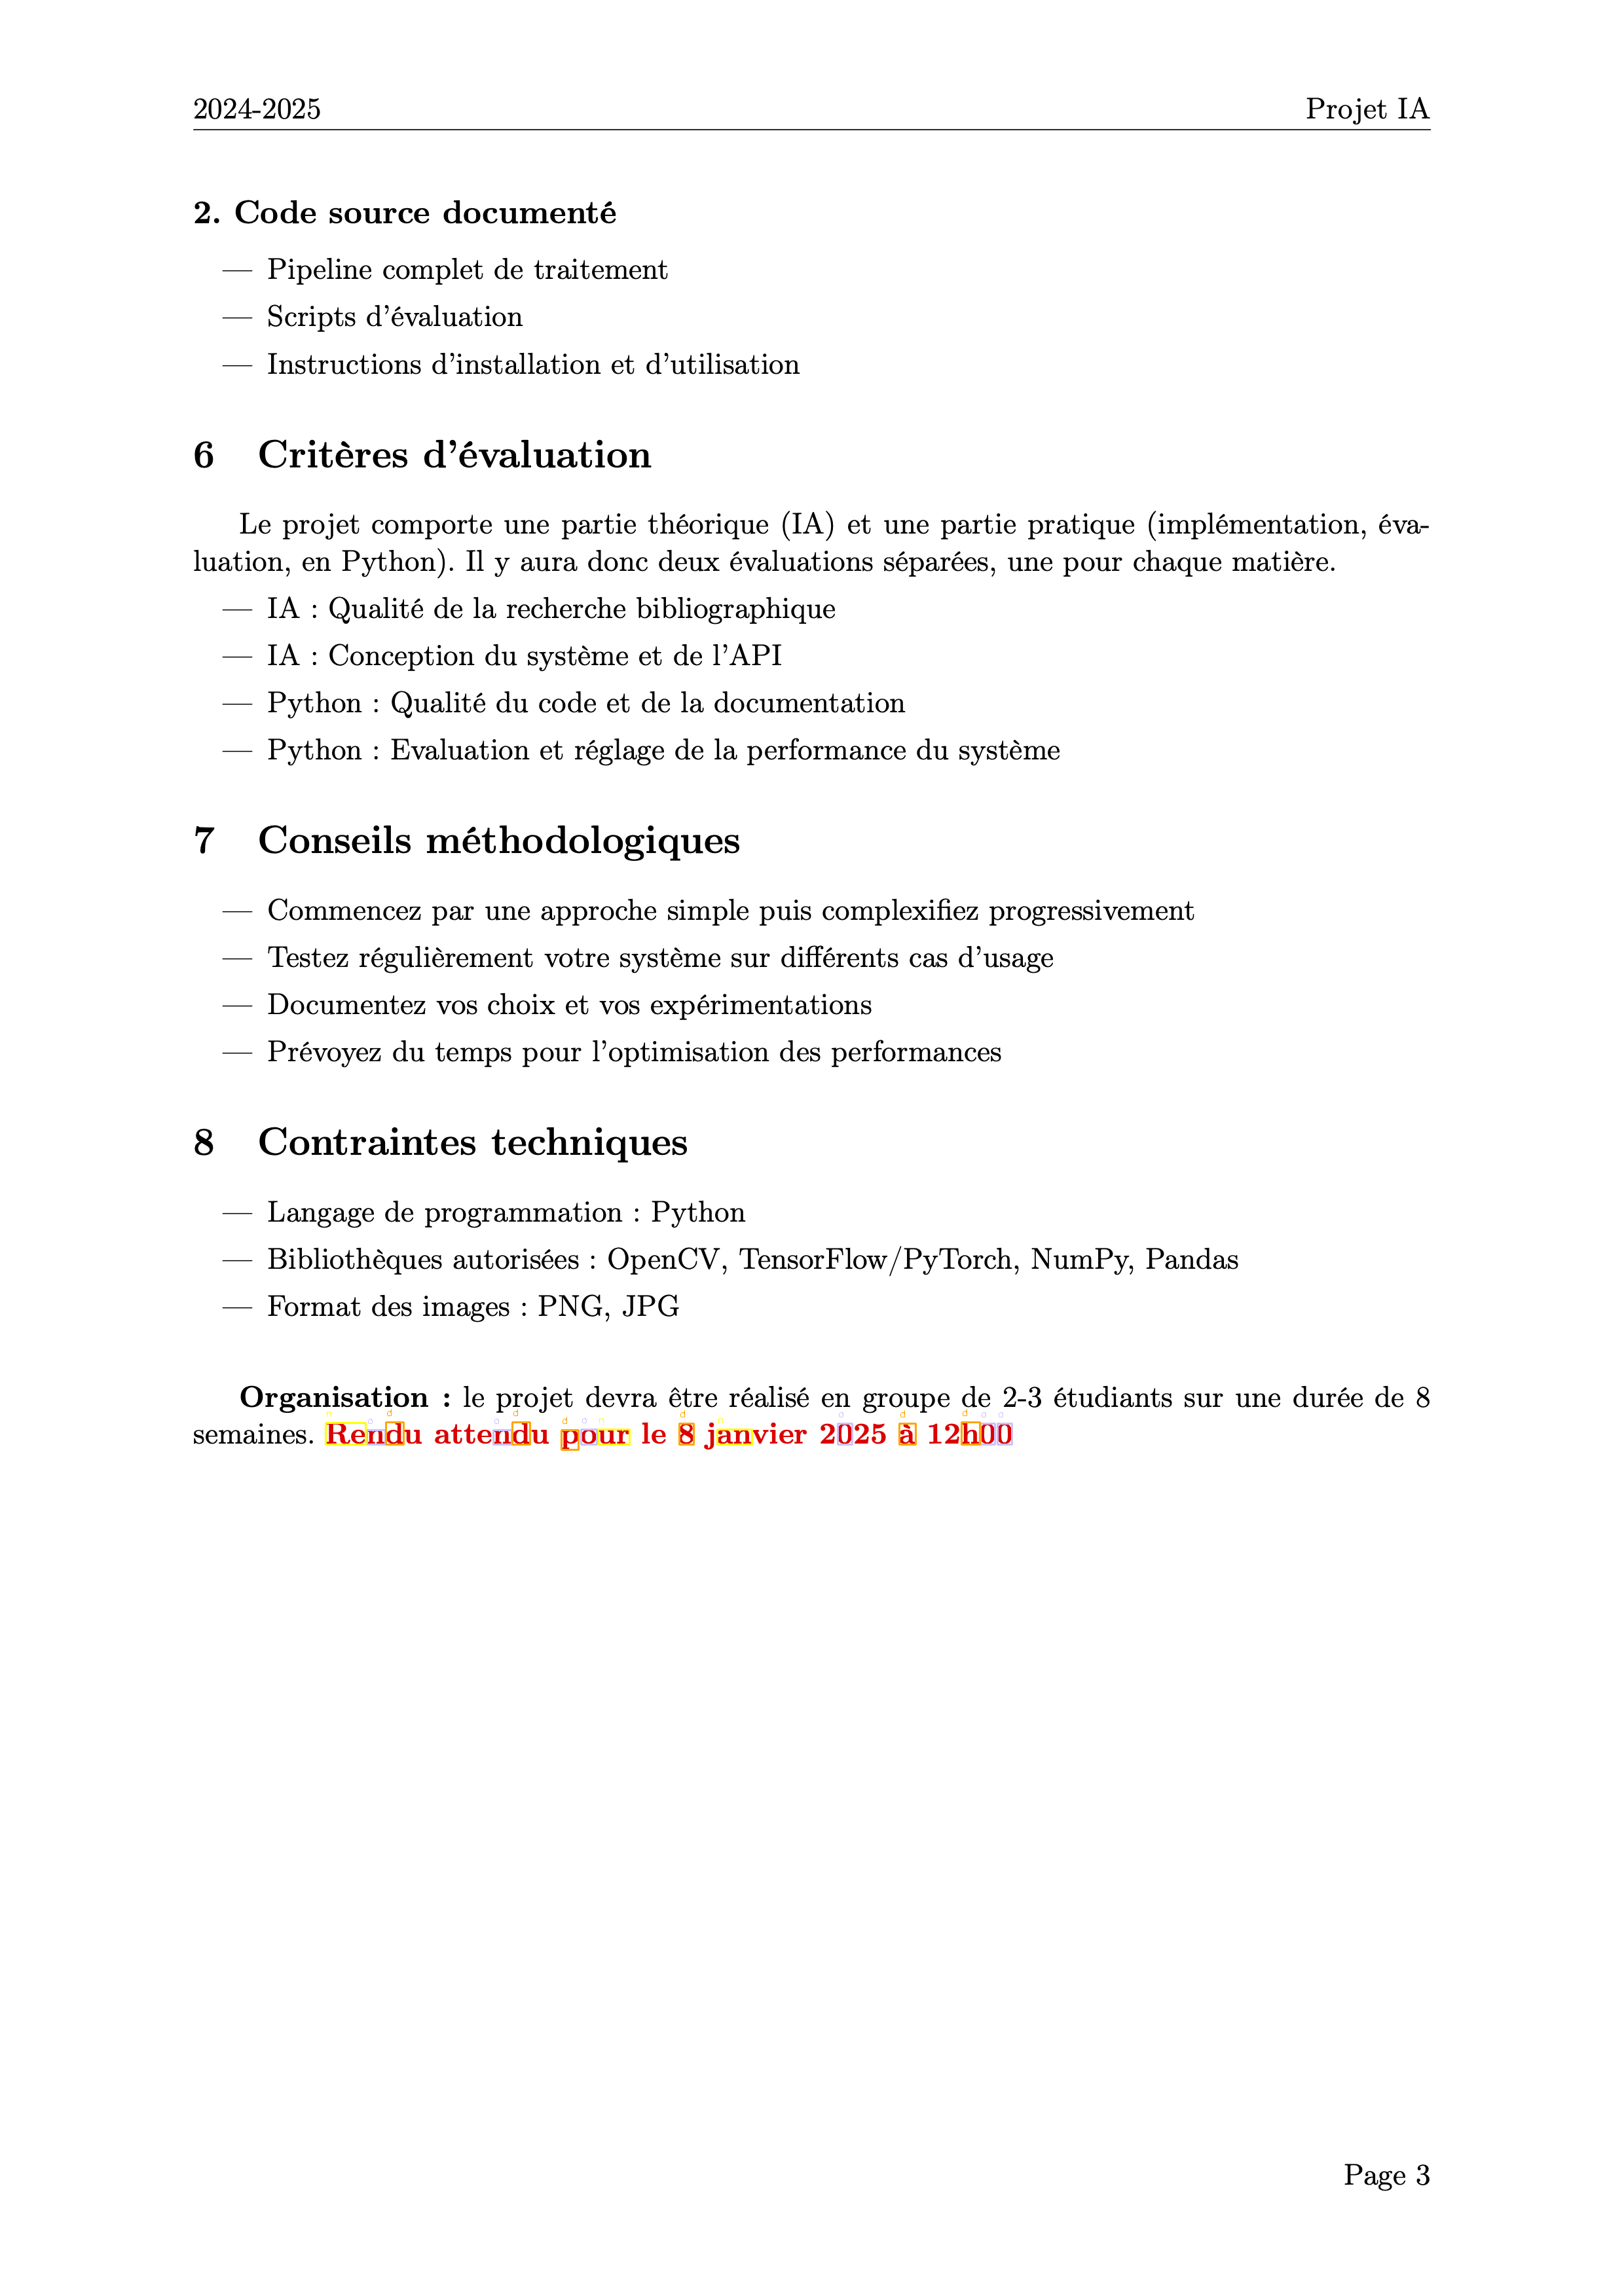 2024-2025 Projet IA
2. Code source documenté
— Pipeline complet de traitement
— Scripts d'évaluation
— Instructions d'installation et d'utilisation
6 Critères d'évaluation
Le projet comporte une partie théorique (IA) et une partie pratique (implémentation, éva-
luation, en Python). Il y aura donc deux évaluations séparées, une pour chaque matière.
— IA : Qualité de la recherche bibliographique
— IA : Conception du système et de l'API
— Python : Qualité du code et de la documentation
— Python : Evaluation et réglage de la performance du système
7 Conseils méthodologiques
— Commencez par une approche simple puis complexifiez progressivement
— Testez régulièrement votre système sur différents cas d'usage
— Documentez vos choix et vos expérimentations
— Prévoyez du temps pour l'optimisation des performances
8 Contraintes techniques
— Langage de programmation : Python
— Bibliothèques autorisées : OpenCV, TensorFlow/PyTorch, NumPy, Pandas
— Format des images : PNG, JPG
Organisation : le projet devra être réalisé en groupe de 2-3 étudiants sur une durée de 8
semaines. Rendu attendu pour le 8 janvier 2025 à 12h00
Page 3